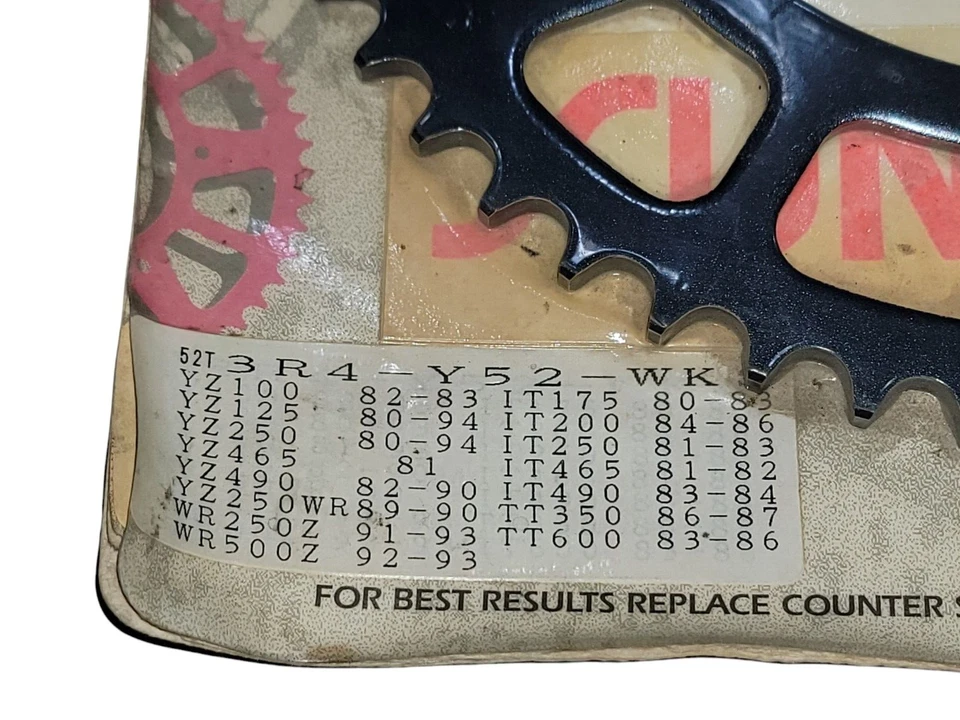 SUN
52T 3R4-Y52-WK
YZ100 82-83 IT175 80-83
YZ125 80-94 IT200 84-86
YZ250 80-94 IT250 81-83
YZ465 81 IT465 81-82
YZ490 82-90 IT490 83-84
YZ250WR 89-90 TT350 86-87
WR250Z 91-93 TT600 83-86
WR500Z 92-93
FOR BEST RESULTS REPLACE COUNTER